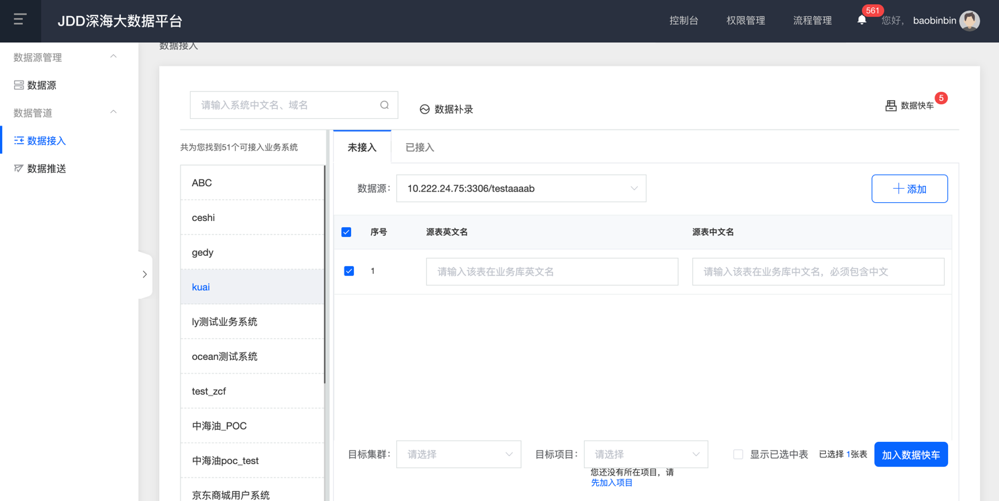 JDD深海大数据平台
控制台
权限管理
流程管理
561
您好，
baobinbin
数据源管理
数据源
数据管道
数据接入
数据推送
数据接入
请输入系统中文名、域名
数据补录
数据快车
5
共为您找到51个可接入业务系统
ABC
ceshi
gedy
kuai
ly测试业务系统
ocean测试系统
test_zcf
中海油_POC
中海油poc_test
京东商城用户系统
未接入
已接入
数据源：
10.222.24.75:3306/testaaaab
添加
序号
源表英文名
源表中文名
1
请输入该表在业务库英文名
请输入该表在业务库中文名，必须包含中文
目标集群：
请选择
目标项目：
请选择
您还没有所在项目，请
先加入项目
显示已选中表
已选择 1张表
加入数据快车